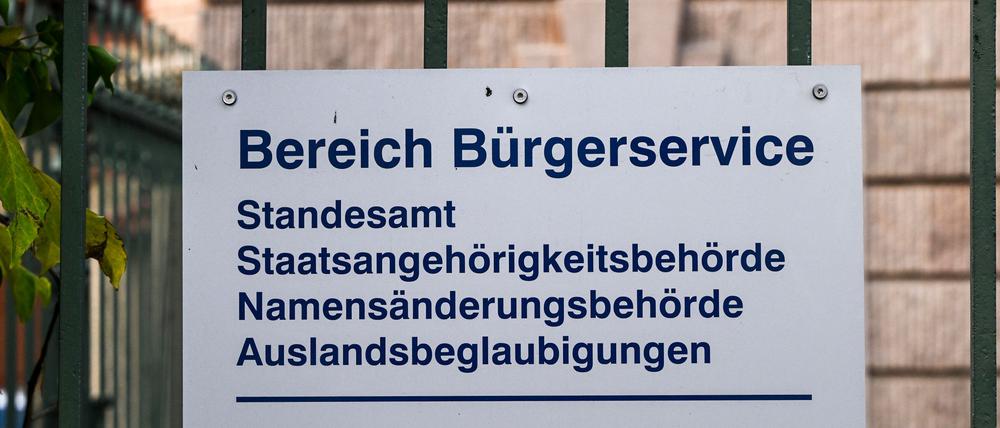 Bereich Bürgerservice
Standesamt
Staatsangehörigkeitsbehörde
Namensänderungsbehörde
Auslandsbeglaubigungen